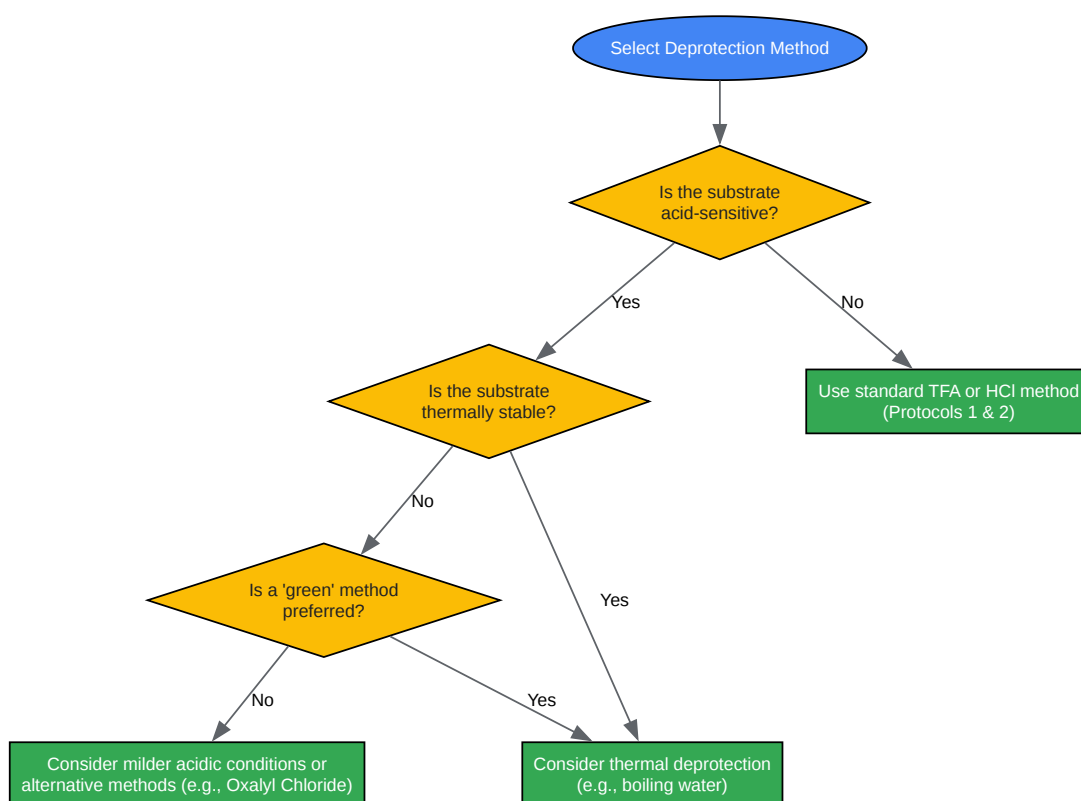 Select Deprotection Method
Is the substrate
acid-sensitive?
Yes
No
Is the substrate
thermally stable?
Use standard TFA or HCl method
(Protocols 1 & 2)
No
Is a 'green' method
preferred?
Yes
No
Yes
Consider milder acidic conditions or
alternative methods (e.g., Oxalyl Chloride)
Consider thermal deprotection
(e.g., boiling water)